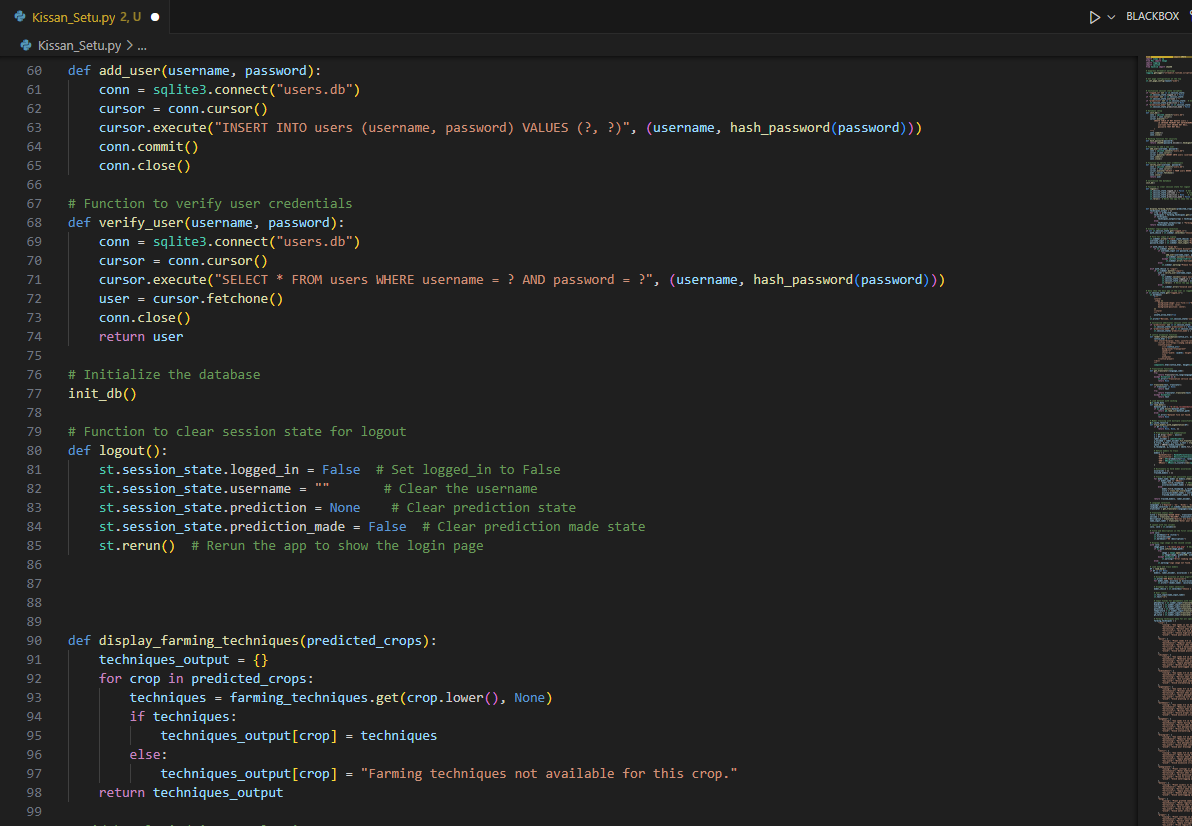 Kissan_Setu.py 2, U
BLACKBOX
Kissan_Setu.py > ...
60 def add_user(username, password):
61     conn = sqlite3.connect("users.db")
62     cursor = conn.cursor()
63     cursor.execute("INSERT INTO users (username, password) VALUES (?, ?)", (username, hash_password(password)))
64     conn.commit()
65     conn.close()
66
67 # Function to verify user credentials
68 def verify_user(username, password):
69     conn = sqlite3.connect("users.db")
70     cursor = conn.cursor()
71     cursor.execute("SELECT * FROM users WHERE username = ? AND password = ?", (username, hash_password(password)))
72     user = cursor.fetchone()
73     conn.close()
74     return user
75
76 # Initialize the database
77 init_db()
78
79 # Function to clear session state for logout
80 def logout():
81     st.session_state.logged_in = False  # Set logged_in to False
82     st.session_state.username = ""       # Clear the username
83     st.session_state.prediction = None    # Clear prediction state
84     st.session_state.prediction_made = False  # Clear prediction made state
85     st.rerun()  # Rerun the app to show the login page
86
87
88
89
90 def display_farming_techniques(predicted_crops):
91     techniques_output = {}
92     for crop in predicted_crops:
93         techniques = farming_techniques.get(crop.lower(), None)
94         if techniques:
95             techniques_output[crop] = techniques
96         else:
97             techniques_output[crop] = "Farming techniques not available for this crop."
98     return techniques_output
99